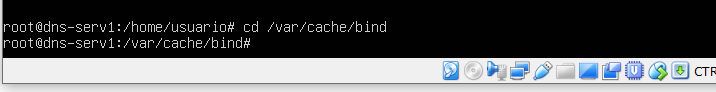 root@dns-serv1:/home/usuario# cd /var/cache/bind
root@dns-serv1:/var/cache/bind#
CTR